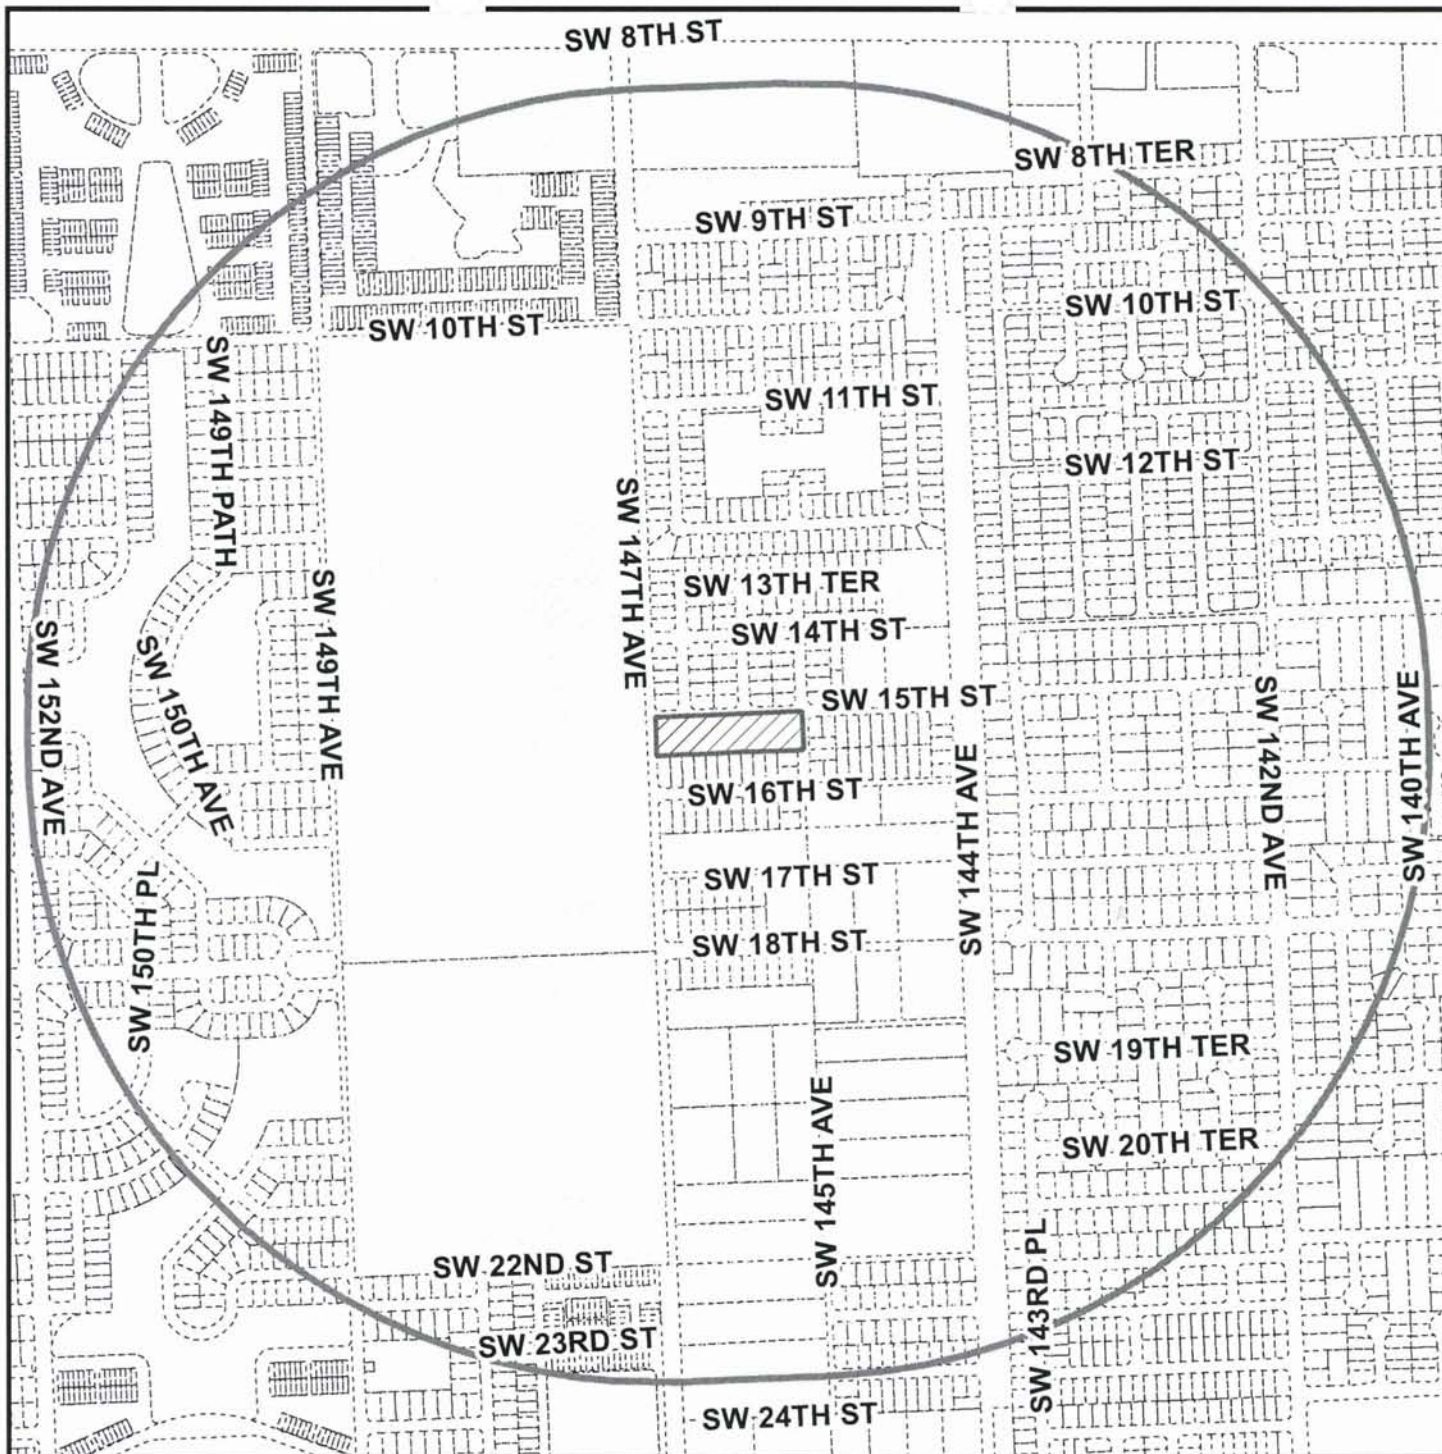 SW 8TH ST
SW 8TH TER
SW 9TH ST
SW 10TH ST
SW 10TH ST
SW 149TH PATH
SW 11TH ST
SW 12TH ST
SW 147TH AVE
SW 13TH TER
SW 149TH AVE
SW 14TH ST
SW 152ND AVE
SW 150TH AVE
SW 15TH ST
SW 142ND AVE
SW 140TH AVE
SW 144TH AVE
SW 16TH ST
SW 17TH ST
SW 150TH PL
SW 18TH ST
SW 19TH TER
SW 145TH AVE
SW 20TH TER
SW 143RD PL
SW 22ND ST
SW 23RD ST
SW 24TH ST